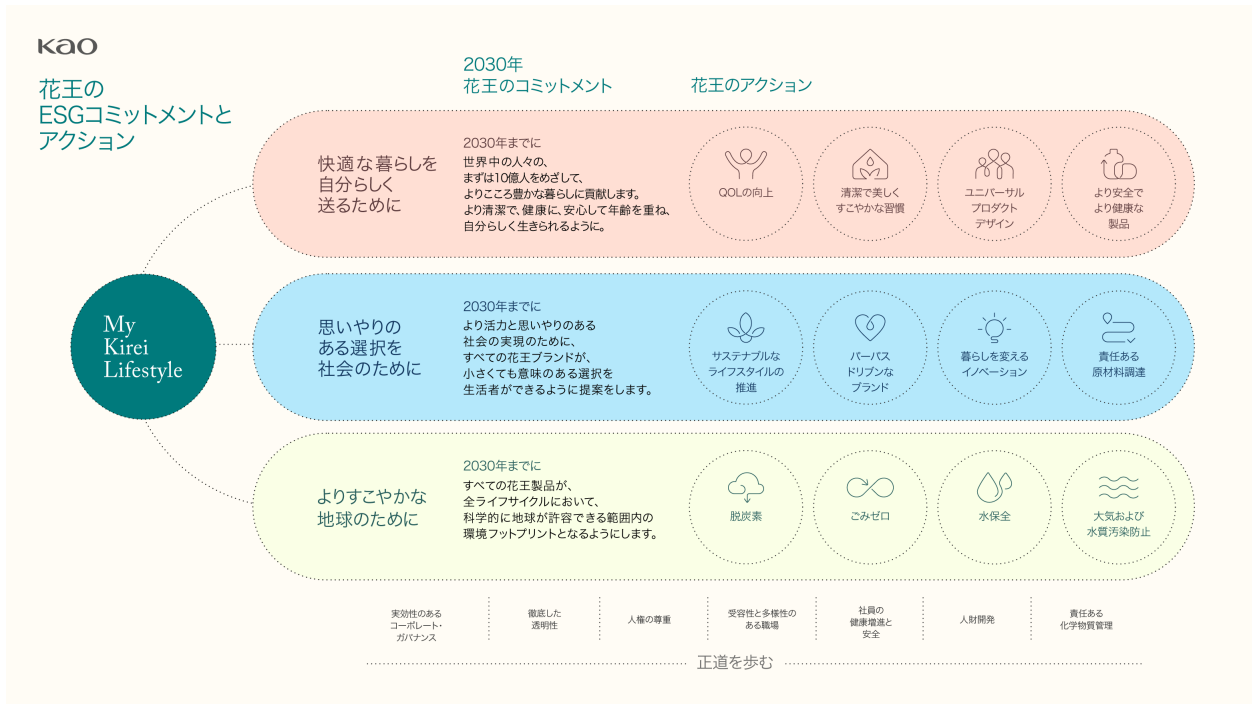 Kao
花王の
ESGコミットメントと
アクション
2030年
花王のコミットメント
花王のアクション
My
Kirei
Lifestyle
快適な暮らしを
自分らしく
送るために
2030年までに
世界中の人々の、
まずは10億人をめざして、
よりこころ豊かな暮らしに貢献します。
より清潔で、健康に、安心して年齢を重ね、
自分らしく生きられるように。
QOLの向上
清潔で美しく
すこやかな習慣
ユニバーサル
プロダクト
デザイン
より安全で
より健康な
製品
思いやりの
ある選択を
社会のために
2030年までに
より活力と思いやりのある
社会の実現のために、
すべての花王ブランドが、
小さくても意味のある選択を
生活者ができるように提案をします。
サステナブルな
ライフスタイルの
推進
パーパス
ドリブンな
ブランド
暮らしを変える
イノベーション
責任ある
原材料調達
よりすこやかな
地球のために
2030年までに
すべての花王製品が、
全ライフサイクルにおいて、
科学的に地球が許容できる範囲内の
環境フットプリントとなるようにします。
脱炭素
ごみゼロ
水保全
大気および
水質汚染防止
実効性のある
コーポレート・
ガバナンス
徹底した
透明性
人権の尊重
受容性と多様性の
ある職場
社員の
健康増進と
安全
人財開発
責任ある
化学物質管理
正道を歩む